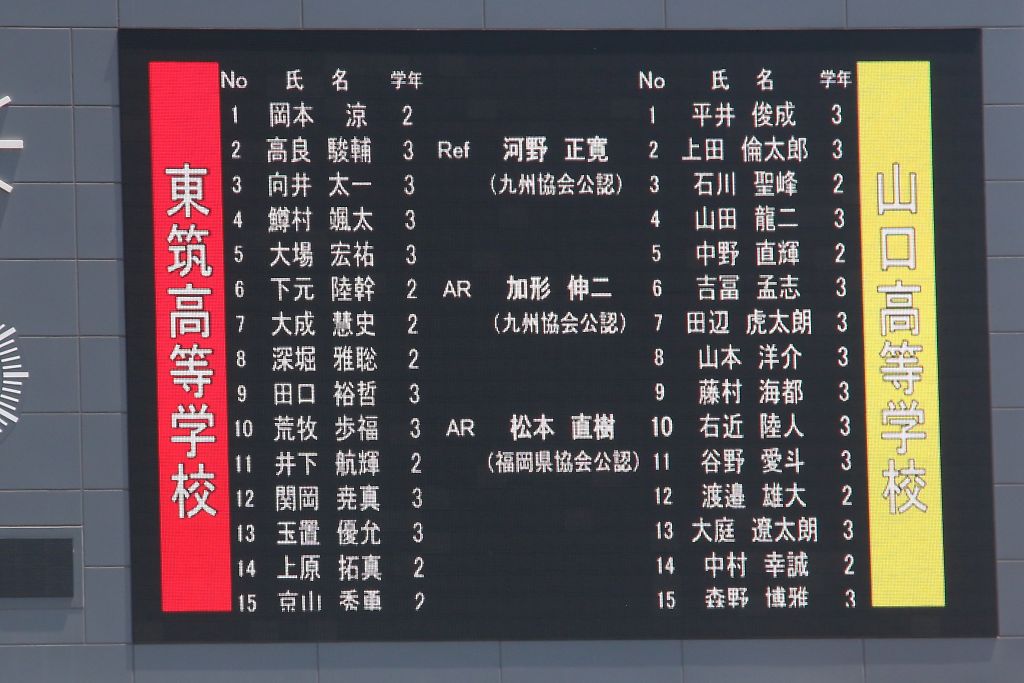 東筑高等学校
No 氏 名 学年
1 岡本 涼 2
2 高良 駿輔 3
3 向井 太一 3
4 鱒村 颯太 3
5 大場 宏祐 3
6 下元 陸幹 2
7 大成 慧史 2
8 深堀 雅聡 2
9 田口 裕哲 3
10 荒牧 歩福 3
11 井下 航輝 2
12 関岡 尭真 3
13 玉置 優允 3
14 上原 拓真 2
15 京山 秀 2
Ref 河野 正寛
(九州協会公認)
AR 加形 伸二
(九州協会公認)
AR 松本 直樹
(福岡県協会公認)
No 氏 名 学年
1 平井 俊成 3
2 上田 倫太郎 3
3 石川 聖峰 2
4 山田 龍二 3
5 中野 直輝 2
6 吉冨 孟志 3
7 田辺 虎太朗 3
8 山本 洋介 3
9 藤村 海都 3
10 右近 陸人 3
11 谷野 愛斗 3
12 渡邉 雄大 2
13 大庭 遼太朗 3
14 中村 幸誠 2
15 森野 博雅 3
山口高等学校